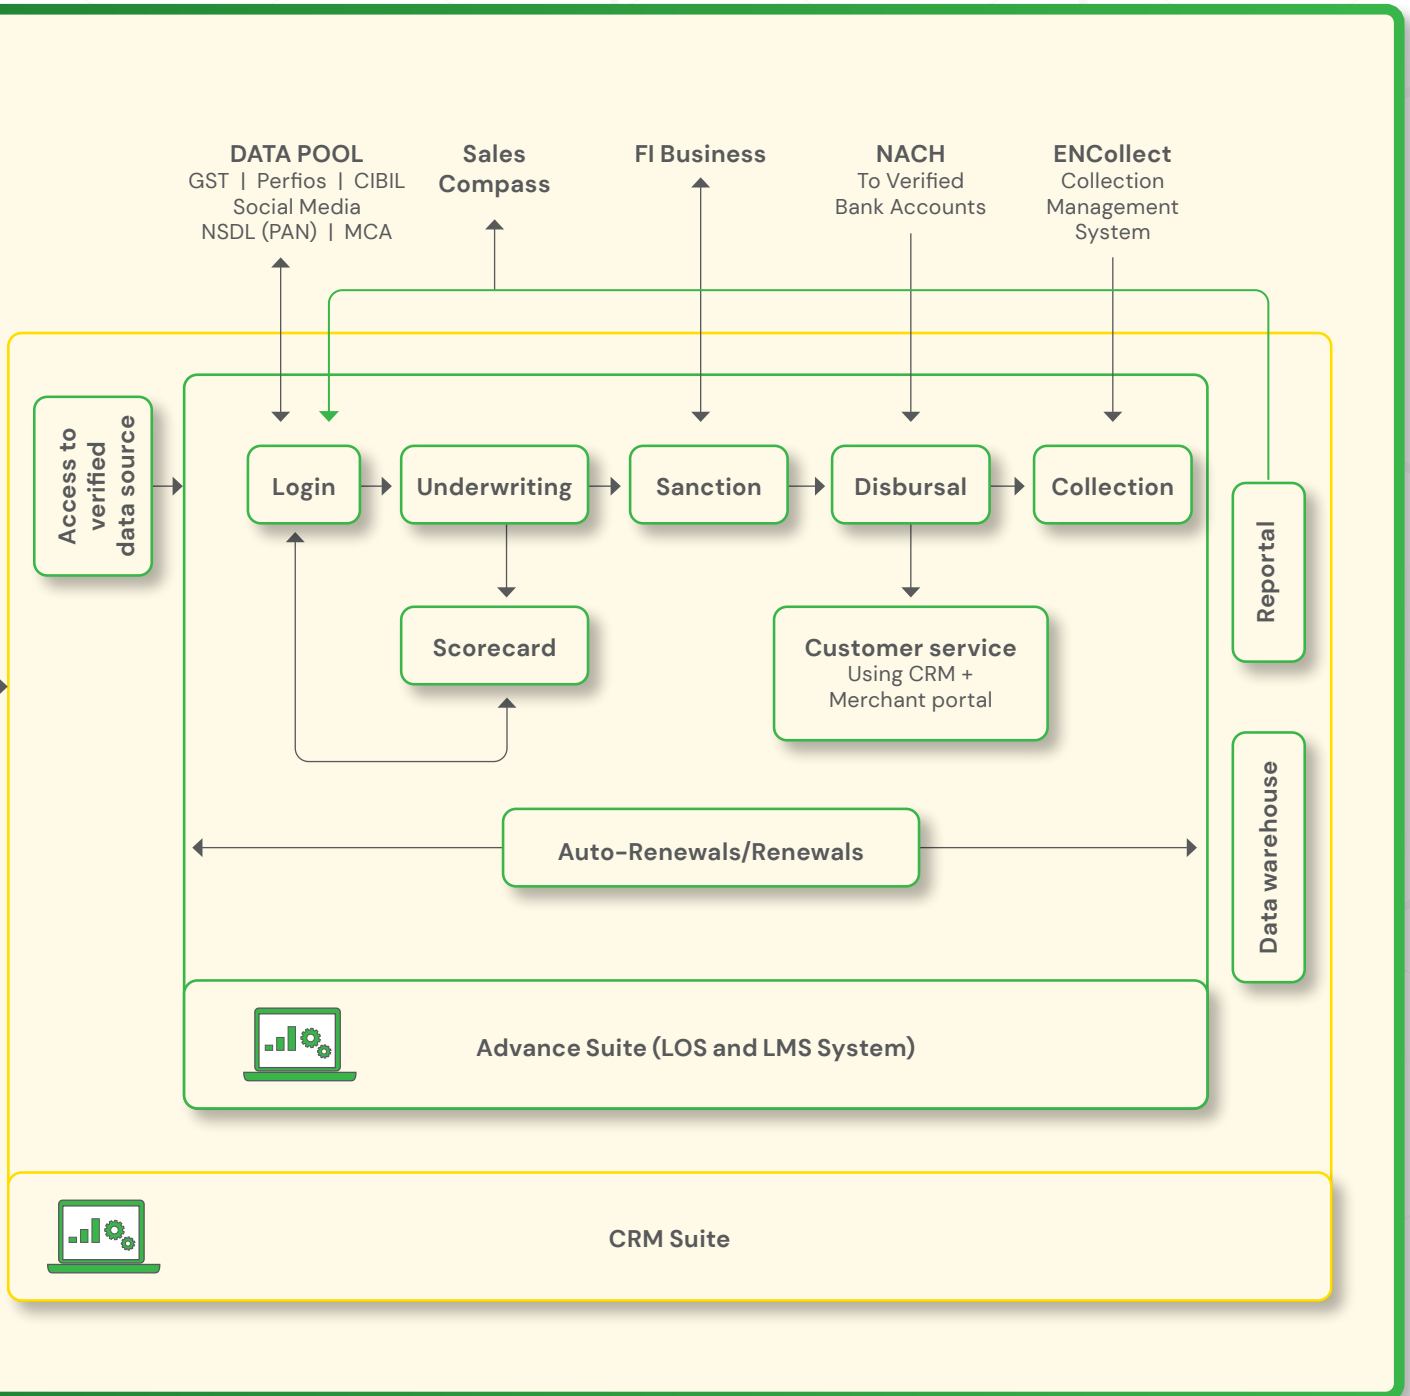 DATA POOL
GST | Perfios | CIBIL
Social Media
NSDL (PAN) | MCA
Sales
Compass
FI Business
NACH
To Verified
Bank Accounts
ENCollect
Collection
Management
System
Access to
verified
data source
Login
Underwriting
Sanction
Disbursal
Collection
Reportal
Scorecard
Customer service
Using CRM +
Merchant portal
Auto-Renewals/Renewals
Data warehouse
Advance Suite (LOS and LMS System)
CRM Suite